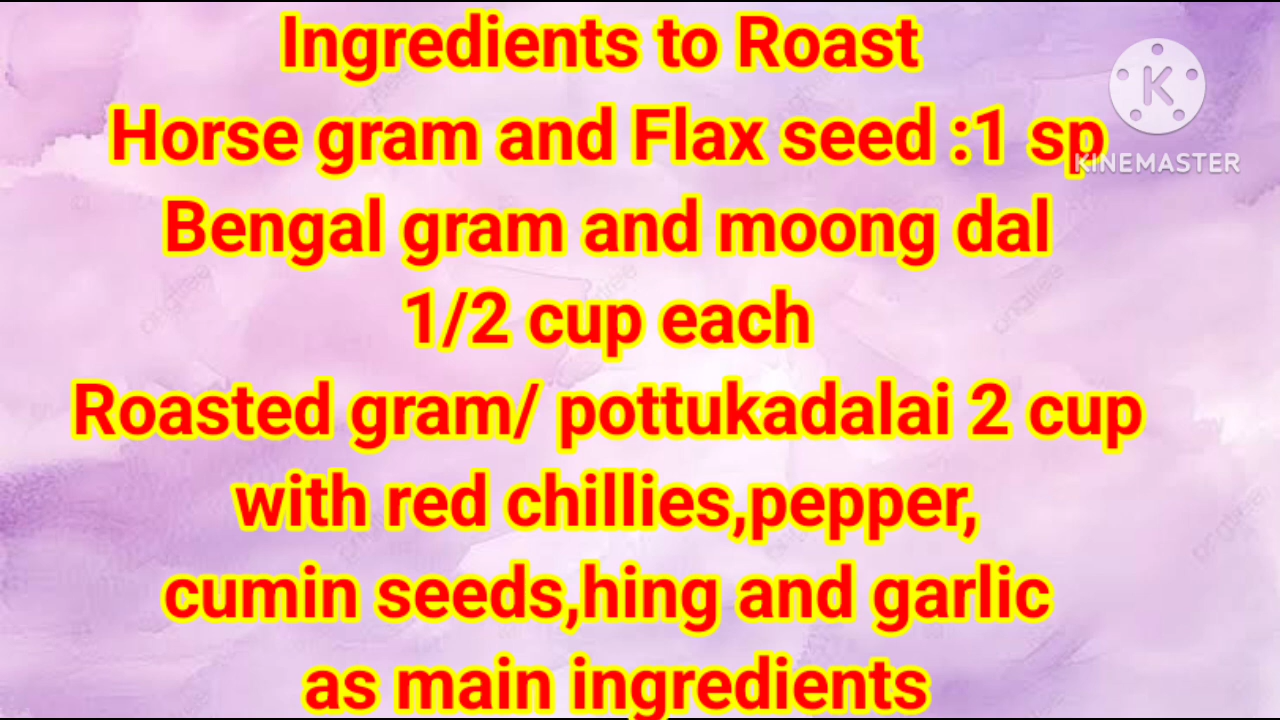 Ingredients to Roast
Horse gram and Flax seed :1 sp
Bengal gram and moong dal
1/2 cup each
Roasted gram/ pottukadalai 2 cup
with red chillies,pepper,
cumin seeds,hing and garlic
as main ingredients
K
KINEMASTER